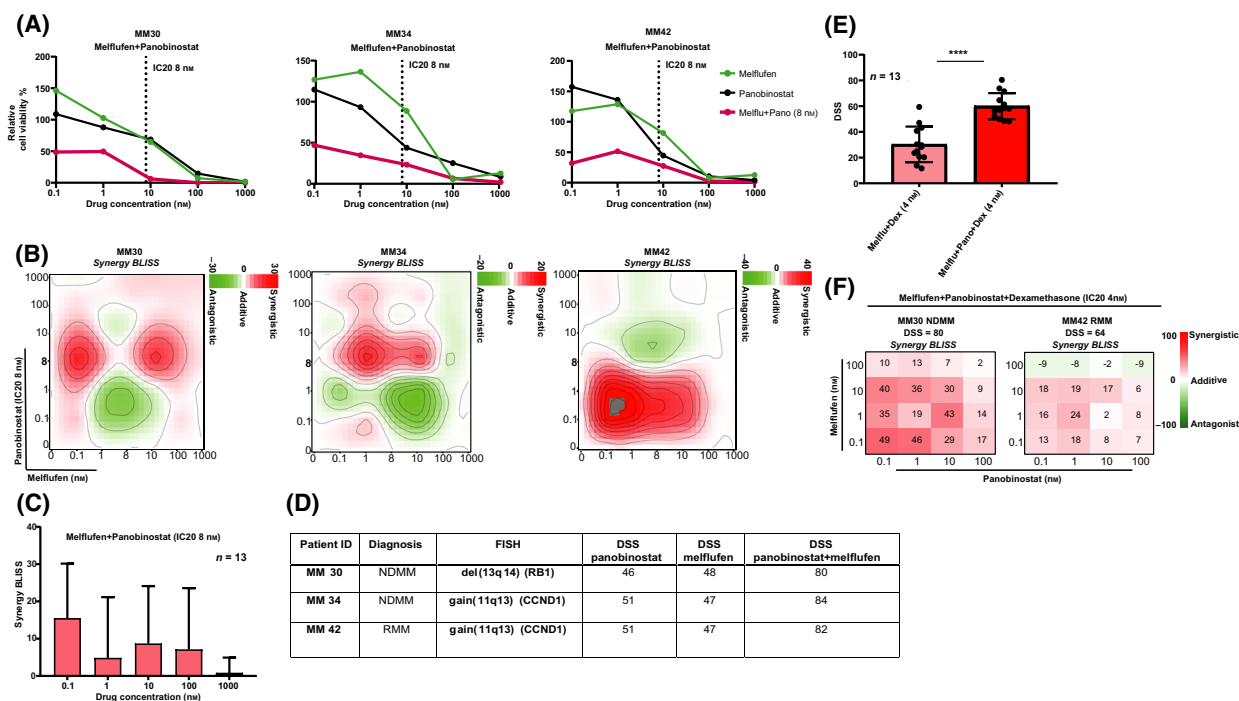 (A)
MM30
Melflufen+Panobinostat
IC20 8 nM
Relative
cell viability %
200
150
100
50
0
0.1
1
10
100
1000
Drug concentration (nM)
MM34
Melflufen+Panobinostat
IC20 8 nM
150
100
50
0
0.1
1
10
100
1000
Drug concentration (nM)
MM42
Melflufen+Panobinostat
IC20 8 nM
200
150
100
50
0
0.1
1
10
100
1000
Drug concentration (nM)
Melflufen
Panobinostat
Melflu+Pano (8 nM)
(B)
MM30
Synergy BLISS
−30
0
30
Antagonistic
Additive
Synergistic
Panobinostat (IC20 8 nM)
1000
100
10
8
1
0.1
0
0 0.1 1 8 10 100 1000
Melflufen (nM)
MM34
Synergy BLISS
−20
0
20
Antagonistic
Additive
Synergistic
1000
100
10
8
1
0.1
0
0 0.1 1 8 10 100 1000
MM42
Synergy BLISS
−40
0
40
Antagonistic
Additive
Synergistic
1000
100
10
8
1
0.1
0
0 0.1 1 8 10 100 1000
(C)
Melflufen+Panobinostat (IC20 8 nM)
n = 13
Synergy BLISS
40
30
20
10
0
0.1
1
10
100
1000
Drug concentration (nM)
(D)
Patient ID Diagnosis FISH DSS panobinostat DSS melflufen DSS panobinostat+melflufen
MM 30 NDMM del(13q14) (RB1) 46 48 80
MM 34 NDMM gain(11q13) (CCND1) 51 47 84
MM 42 RMM gain(11q13) (CCND1) 51 47 82
(E)
n = 13
****
DSS
100
80
60
40
20
0
Melflu+Dex (4 nM)
Melflu+Pano+Dex (4 nM)
(F)
Melflufen+Panobinostat+Dexamethasone (IC20 4nM)
MM30 NDMM
DSS = 80
Synergy BLISS
Melflufen (nM)
100 10 13 7 2
10 40 36 30 9
1 35 19 43 14
0.1 49 46 29 17
0.1 1 10 100
MM42 RMM
DSS = 64
Synergy BLISS
100 -9 -8 -2 -9
10 18 19 17 6
1 16 24 2 8
0.1 13 18 8 7
0.1 1 10 100
Panobinostat (nM)
100 Synergistic
0 Additive
−100 Antagonist